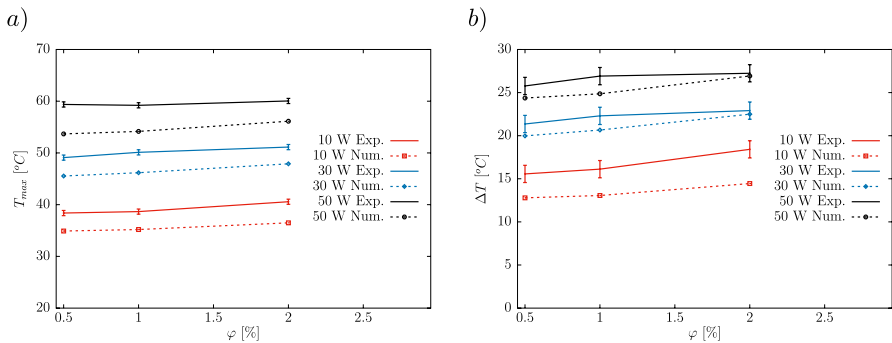 a)
70
60
50
40
30
20
T_max [°C]
0.5
1
1.5
2
2.5
φ [%]
10 W Exp.
10 W Num.
30 W Exp.
30 W Num.
50 W Exp.
50 W Num.
b)
30
25
20
15
10
5
0
ΔT [°C]
0.5
1
1.5
2
2.5
φ [%]
10 W Exp.
10 W Num.
30 W Exp.
30 W Num.
50 W Exp.
50 W Num.